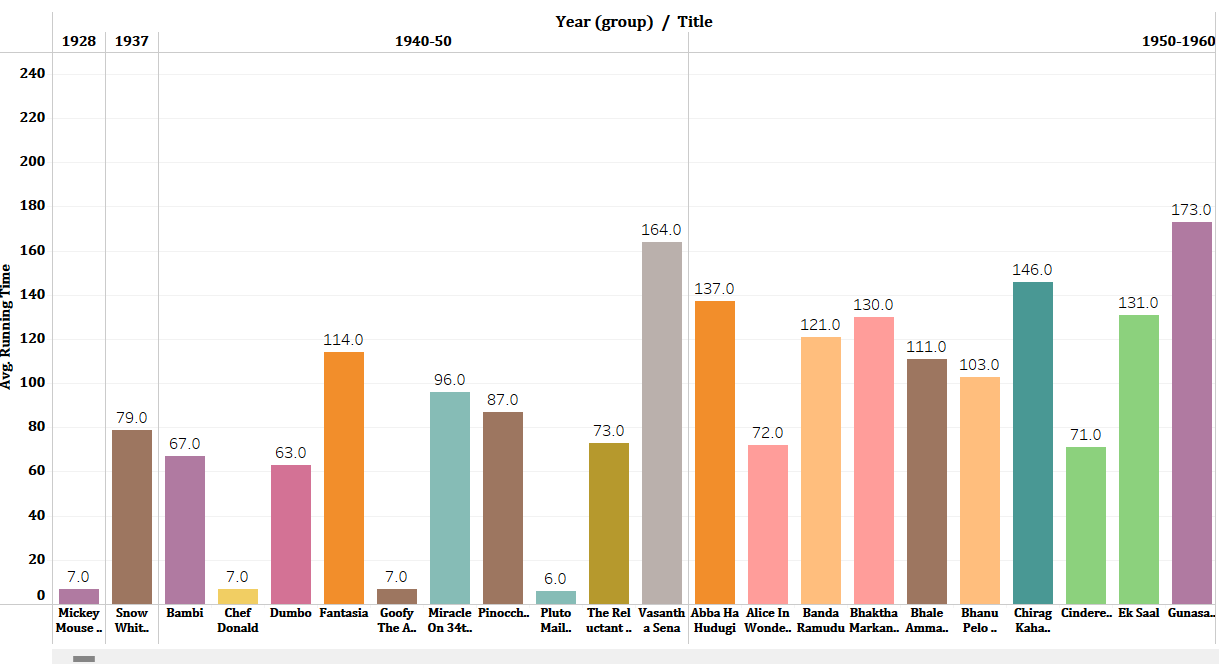 Year (group) / Title
1928 1937 1940-50 1950-1960
Avg. Running Time
240
220
200
180
160
140
120
100
80
60
40
20
0
7.0
79.0
67.0
7.0
63.0
114.0
7.0
96.0
87.0
6.0
73.0
164.0
137.0
72.0
121.0
130.0
111.0
103.0
146.0
71.0
131.0
173.0
Mickey
Mouse ..
Snow
Whit..
Bambi
Chef
Donald
Dumbo
Fantasia
Goofy
The A..
Miracle
On 34t..
Pinocch..
Pluto
Mail..
The Rel
uctant ..
Vasanth
a Sena
Abba Ha
Hudugi
Alice In
Wonde..
Banda
Ramudu
Bhaktha
Markan..
Bhale
Amma..
Bhanu
Pelo ..
Chirag
Kaha..
Cindere..
Ek Saal
Gunasa..